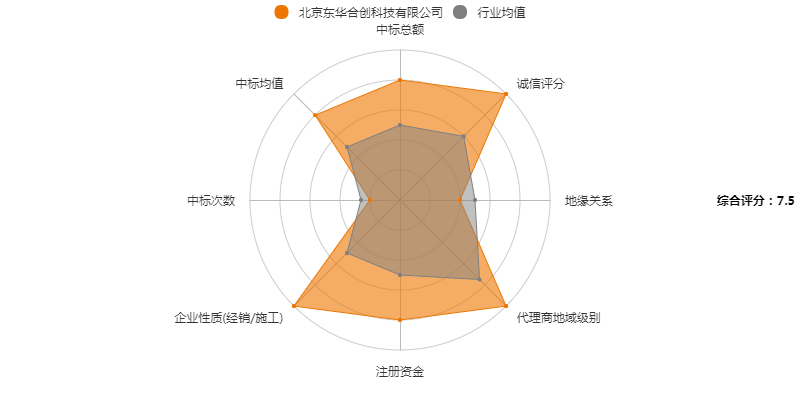 北京东华合创科技有限公司 行业均值
中标总额
中标均值 诚信评分
中标次数 地缘关系 综合评分：7.5
企业性质(经销/施工) 代理商地域级别
注册资金